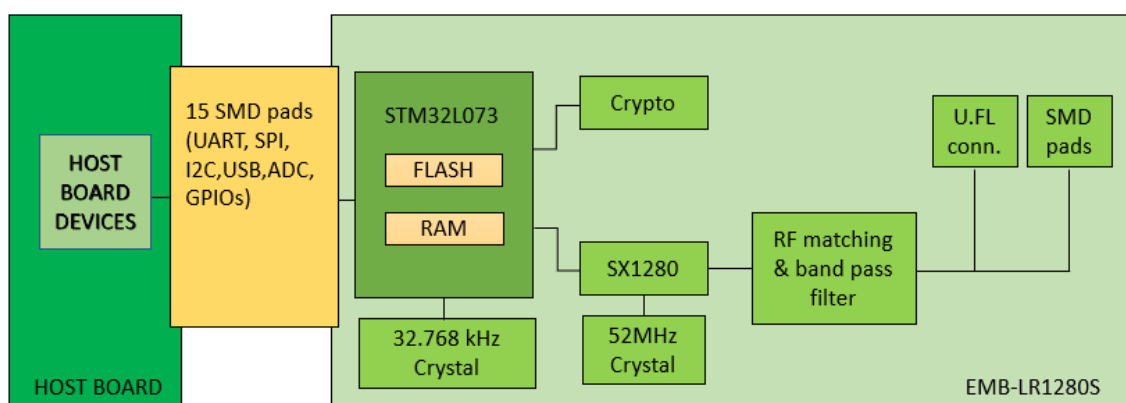 15 SMD pads
(UART, SPI,
I2C,USB,ADC,
GPIOs)
HOST
BOARD
DEVICES
HOST BOARD
STM32L073
FLASH
RAM
32.768 kHz
Crystal
Crypto
SX1280
52MHz
Crystal
RF matching
& band pass
filter
U.FL
conn.
SMD
pads
EMB-LR1280S